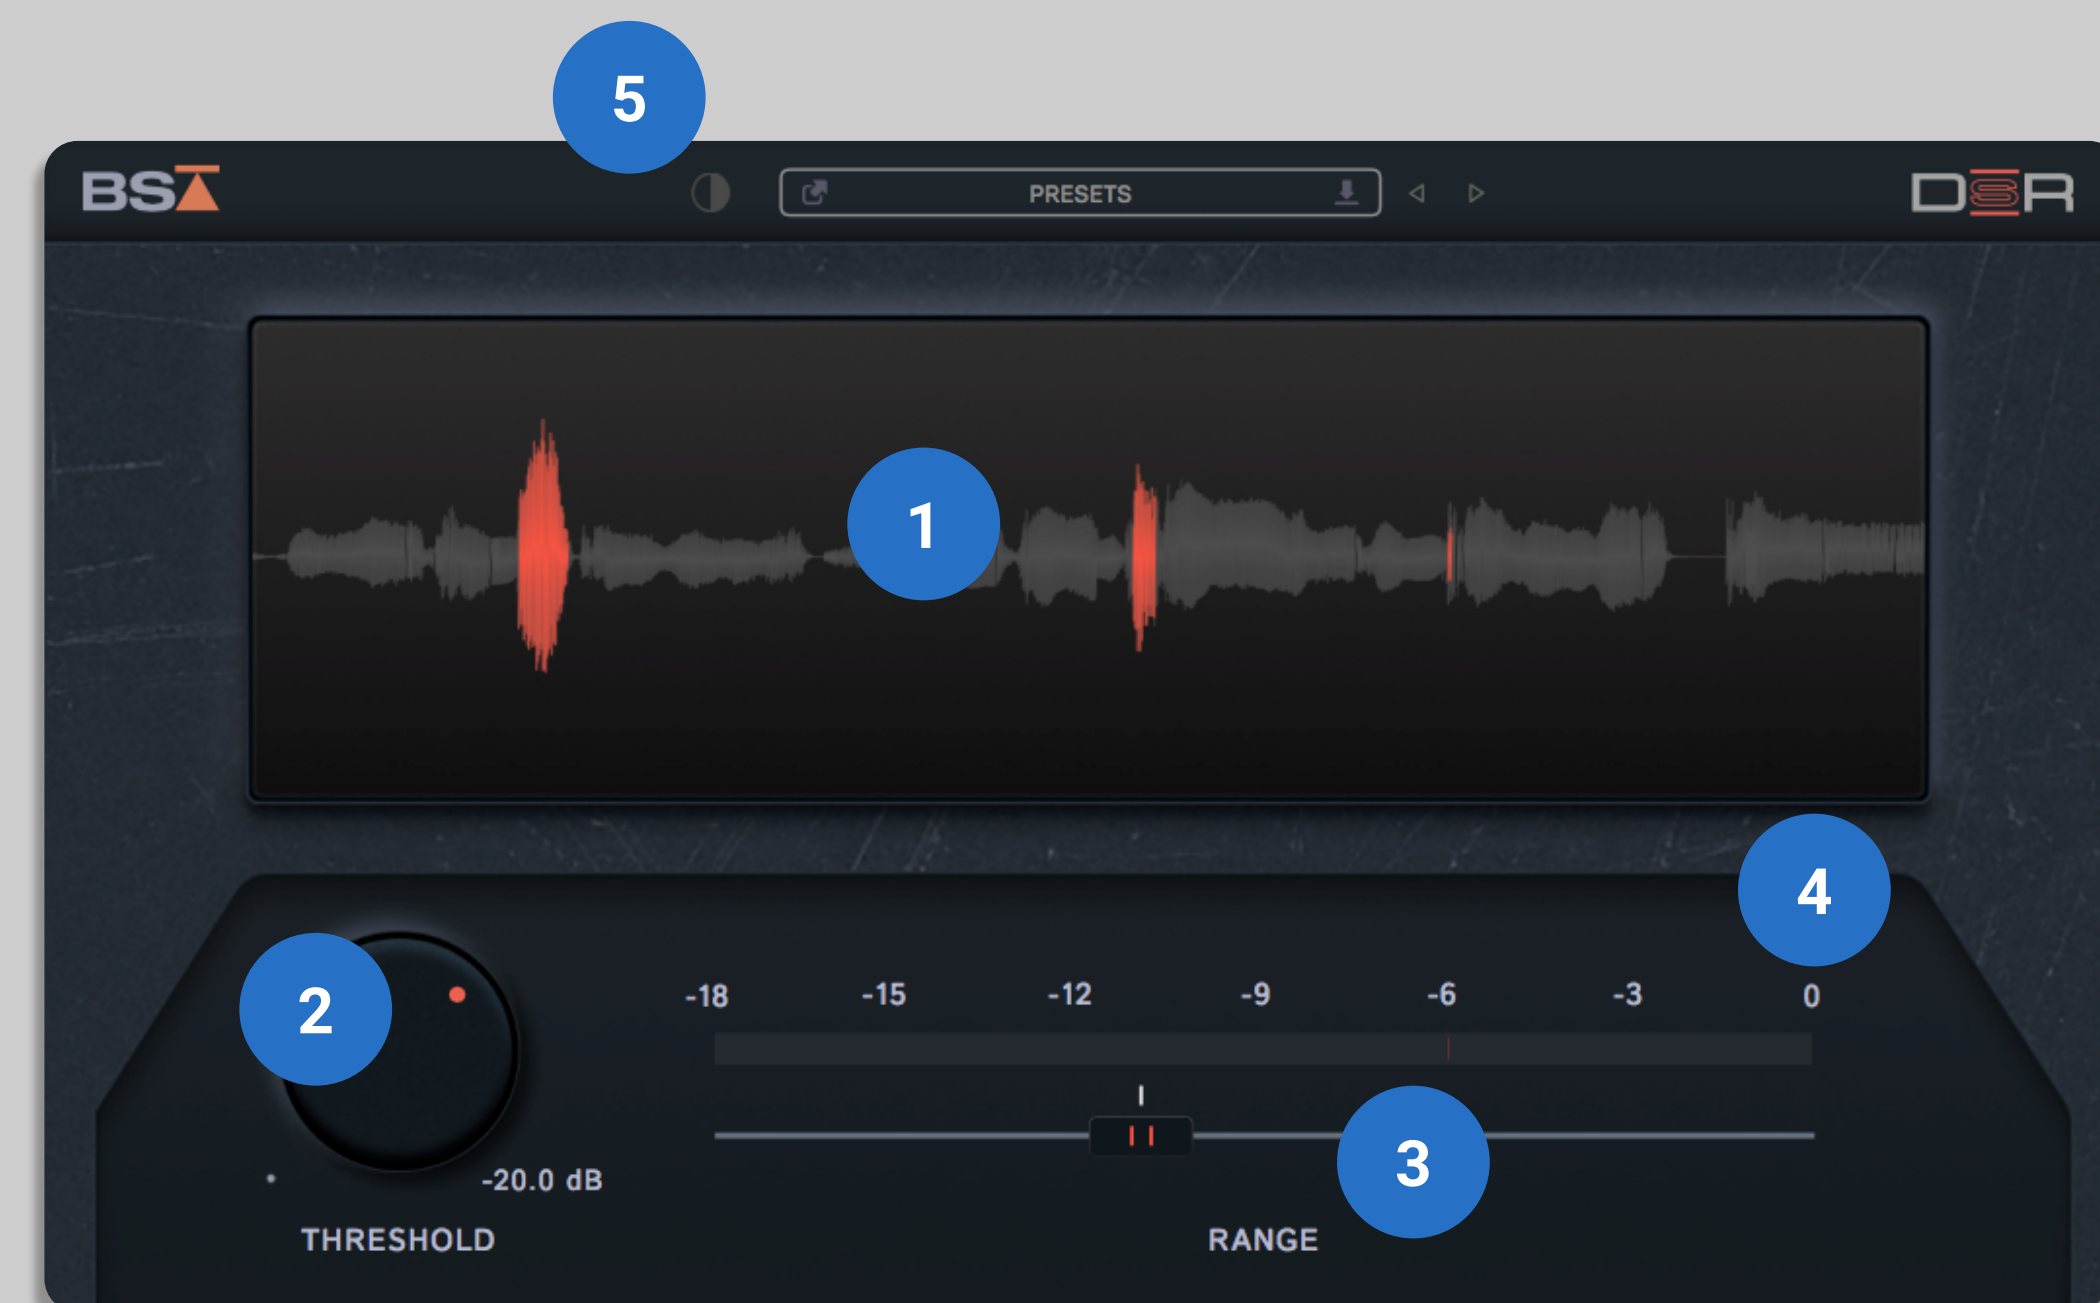 5
BSA
PRESETS
DSR
1
4
2
-18 -15 -12 -9 -6 -3 0
3
-20.0 dB
THRESHOLD
RANGE